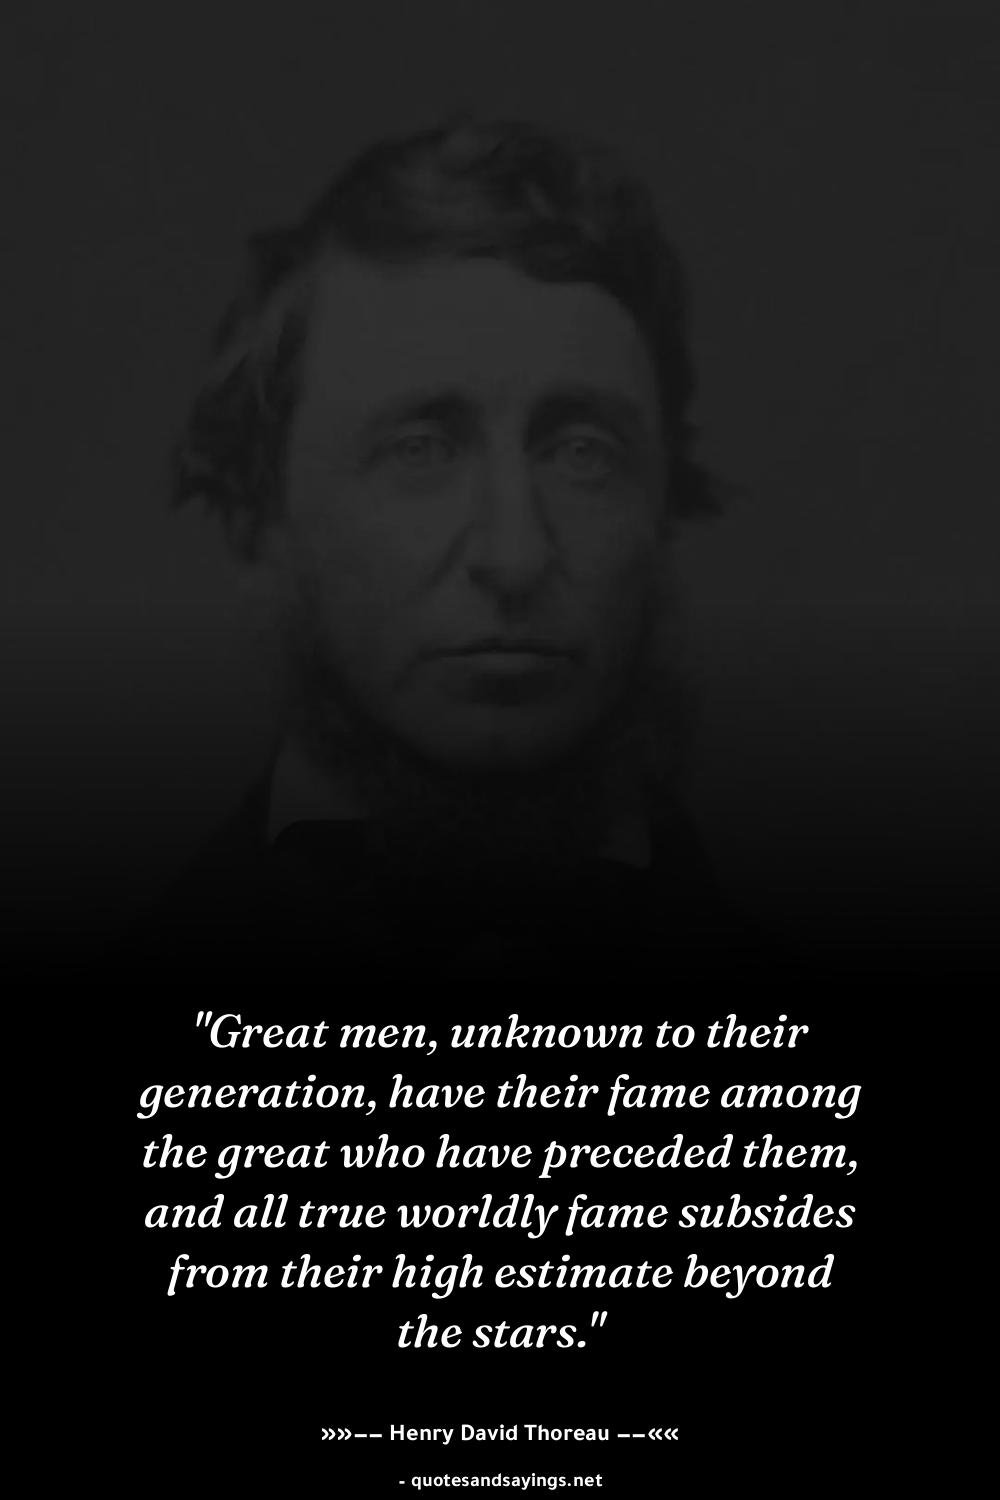 "Great men, unknown to their
generation, have their fame among
the great who have preceded them,
and all true worldly fame subsides
from their high estimate beyond
the stars."
»»−− Henry David Thoreau −−««
- quotesandsayings.net